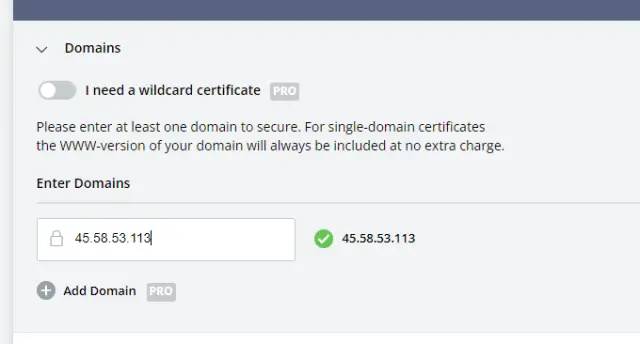 Domains
I need a wildcard certificate PRO
Please enter at least one domain to secure. For single-domain certificates
the WWW-version of your domain will always be included at no extra charge.
Enter Domains
45.58.53.113 45.58.53.113
Add Domain PRO